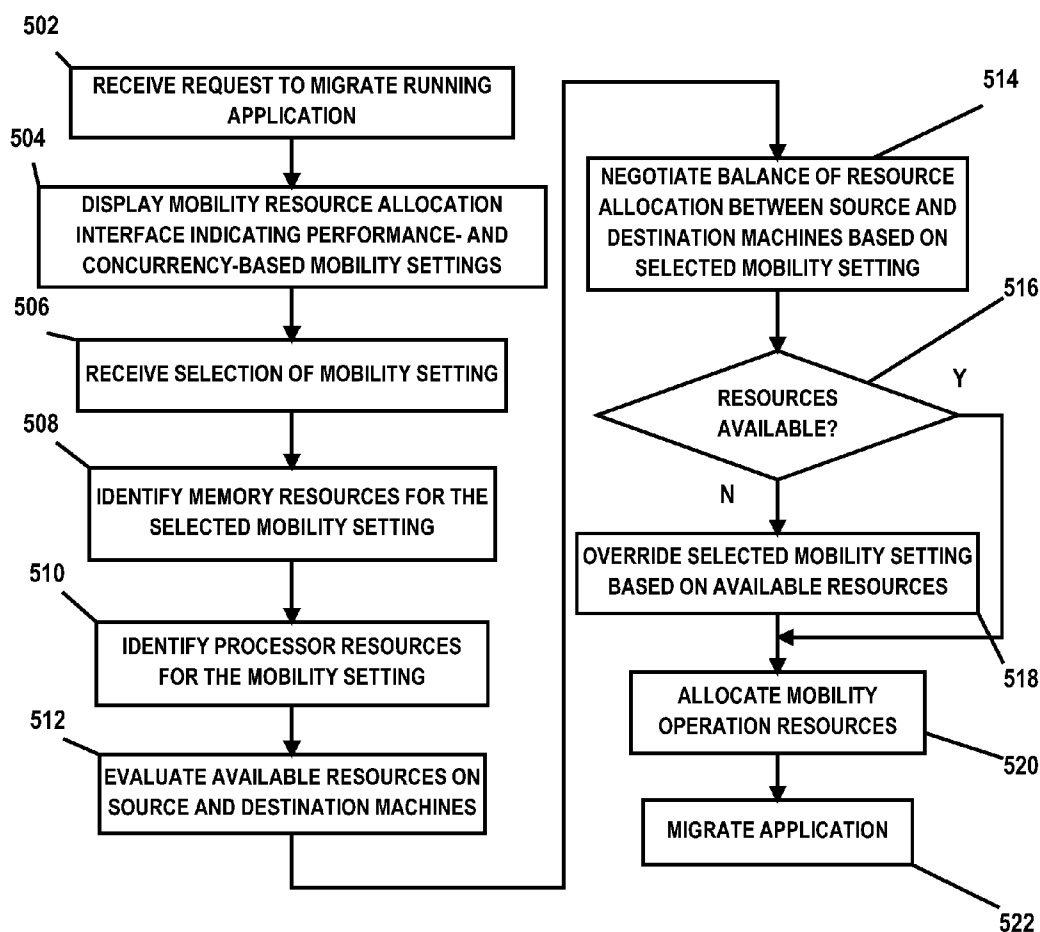 502
RECEIVE REQUEST TO MIGRATE RUNNING
APPLICATION
504
DISPLAY MOBILITY RESOURCE ALLOCATION
INTERFACE INDICATING PERFORMANCE- AND
CONCURRENCY-BASED MOBILITY SETTINGS
506
RECEIVE SELECTION OF MOBILITY SETTING
508
IDENTIFY MEMORY RESOURCES FOR THE
SELECTED MOBILITY SETTING
510
IDENTIFY PROCESSOR RESOURCES
FOR THE MOBILITY SETTING
512
EVALUATE AVAILABLE RESOURCES ON
SOURCE AND DESTINATION MACHINES
514
NEGOTIATE BALANCE OF RESOURCE
ALLOCATION BETWEEN SOURCE AND
DESTINATION MACHINES BASED ON
SELECTED MOBILITY SETTING
516
RESOURCES
AVAILABLE?
Y
N
OVERRIDE SELECTED MOBILITY SETTING
BASED ON AVAILABLE RESOURCES
518
ALLOCATE MOBILITY
OPERATION RESOURCES
520
MIGRATE APPLICATION
522